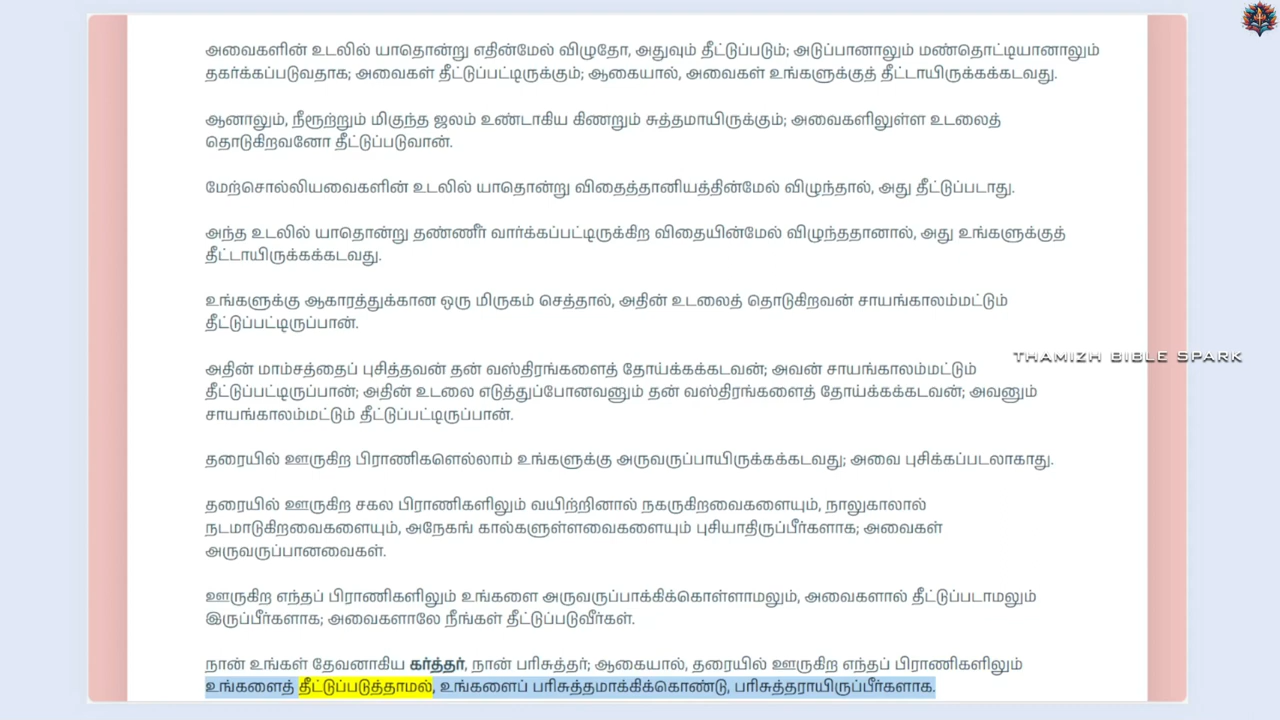 அவைகளின் உடலில் யாதொன்று எதின்மேல் விழுதோ, அதுவும் தீட்டுப்படும்; அடுப்பானாலும் மண்தொட்டியானாலும்
தகர்க்கப்படுவதாக; அவைகள் தீட்டுப்பட்டிருக்கும்; ஆகையால், அவைகள் உங்களுக்குத் தீட்டாயிருக்கக்கடவது.
ஆனாலும், நீரூற்றும் மிகுந்த ஜலம் உண்டாகிய கிணறும் சுத்தமாயிருக்கும்; அவைகளிலுள்ள உடலைத்
தொடுகிறவனோ தீட்டுப்படுவான்.
மேற்சொல்லியவைகளின் உடலில் யாதொன்று விதைத்தானியத்தின்மேல் விழுந்தால், அது தீட்டுப்படாது.
அந்த உடலில் யாதொன்று தண்ணீர் வார்க்கப்பட்டிருக்கிற விதையின்மேல் விழுந்ததானால், அது உங்களுக்குத்
தீட்டாயிருக்கக்கடவது.
உங்களுக்கு ஆகாரத்துக்கான ஒரு மிருகம் செத்தால், அதின் உடலைத் தொடுகிறவன் சாயங்காலம்மட்டும்
தீட்டுப்பட்டிருப்பான்.
அதின் மாம்சத்தைப் புசித்தவன் தன் வஸ்திரங்களைத் தோய்க்கக்கடவன்; அவன் சாயங்காலம்மட்டும்
தீட்டுப்பட்டிருப்பான்; அதின் உடலை எடுத்துப்போனவனும் தன் வஸ்திரங்களைத் தோய்க்கக்கடவன்; அவனும்
சாயங்காலம்மட்டும் தீட்டுப்பட்டிருப்பான்.
THAMIZH BIBLE SPARK
தரையில் ஊருகிற பிராணிகளெல்லாம் உங்களுக்கு அருவருப்பாயிருக்கக்கடவது; அவை புசிக்கப்படலாகாது.
தரையில் ஊருகிற சகல பிராணிகளிலும் வயிற்றினால் நகருகிறவைகளையும், நாலுகாலால்
நடமாடுகிறவைகளையும், அநேகங் கால்களுள்ளவைகளையும் புசியாதிருப்பீர்களாக; அவைகள்
அருவருப்பானவைகள்.
ஊருகிற எந்தப் பிராணிகளிலும் உங்களை அருவருப்பாக்கிக்கொள்ளாமலும், அவைகளால் தீட்டுப்படாமலும்
இருப்பீர்களாக; அவைகளாலே நீங்கள் தீட்டுப்படுவீர்கள்.
நான் உங்கள் தேவனாகிய கர்த்தர், நான் பரிசுத்தர்; ஆகையால், தரையில் ஊருகிற எந்தப் பிராணிகளிலும்
உங்களைத் தீட்டுப்படுத்தாமல், உங்களைப் பரிசுத்தமாக்கிக்கொண்டு, பரிசுத்தராயிருப்பீர்களாக.